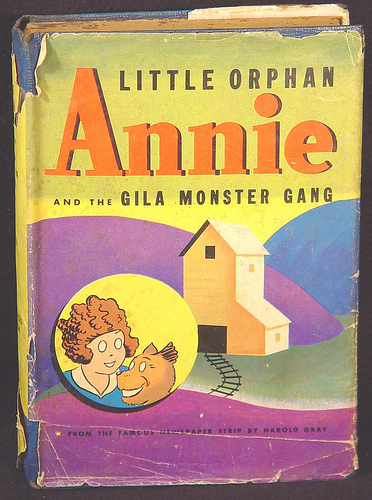 LITTLE ORPHAN
Annie
AND THE GILA MONSTER GANG
★ FROM THE FAMOUS NEWSPAPER STRIP BY HAROLD GRAY